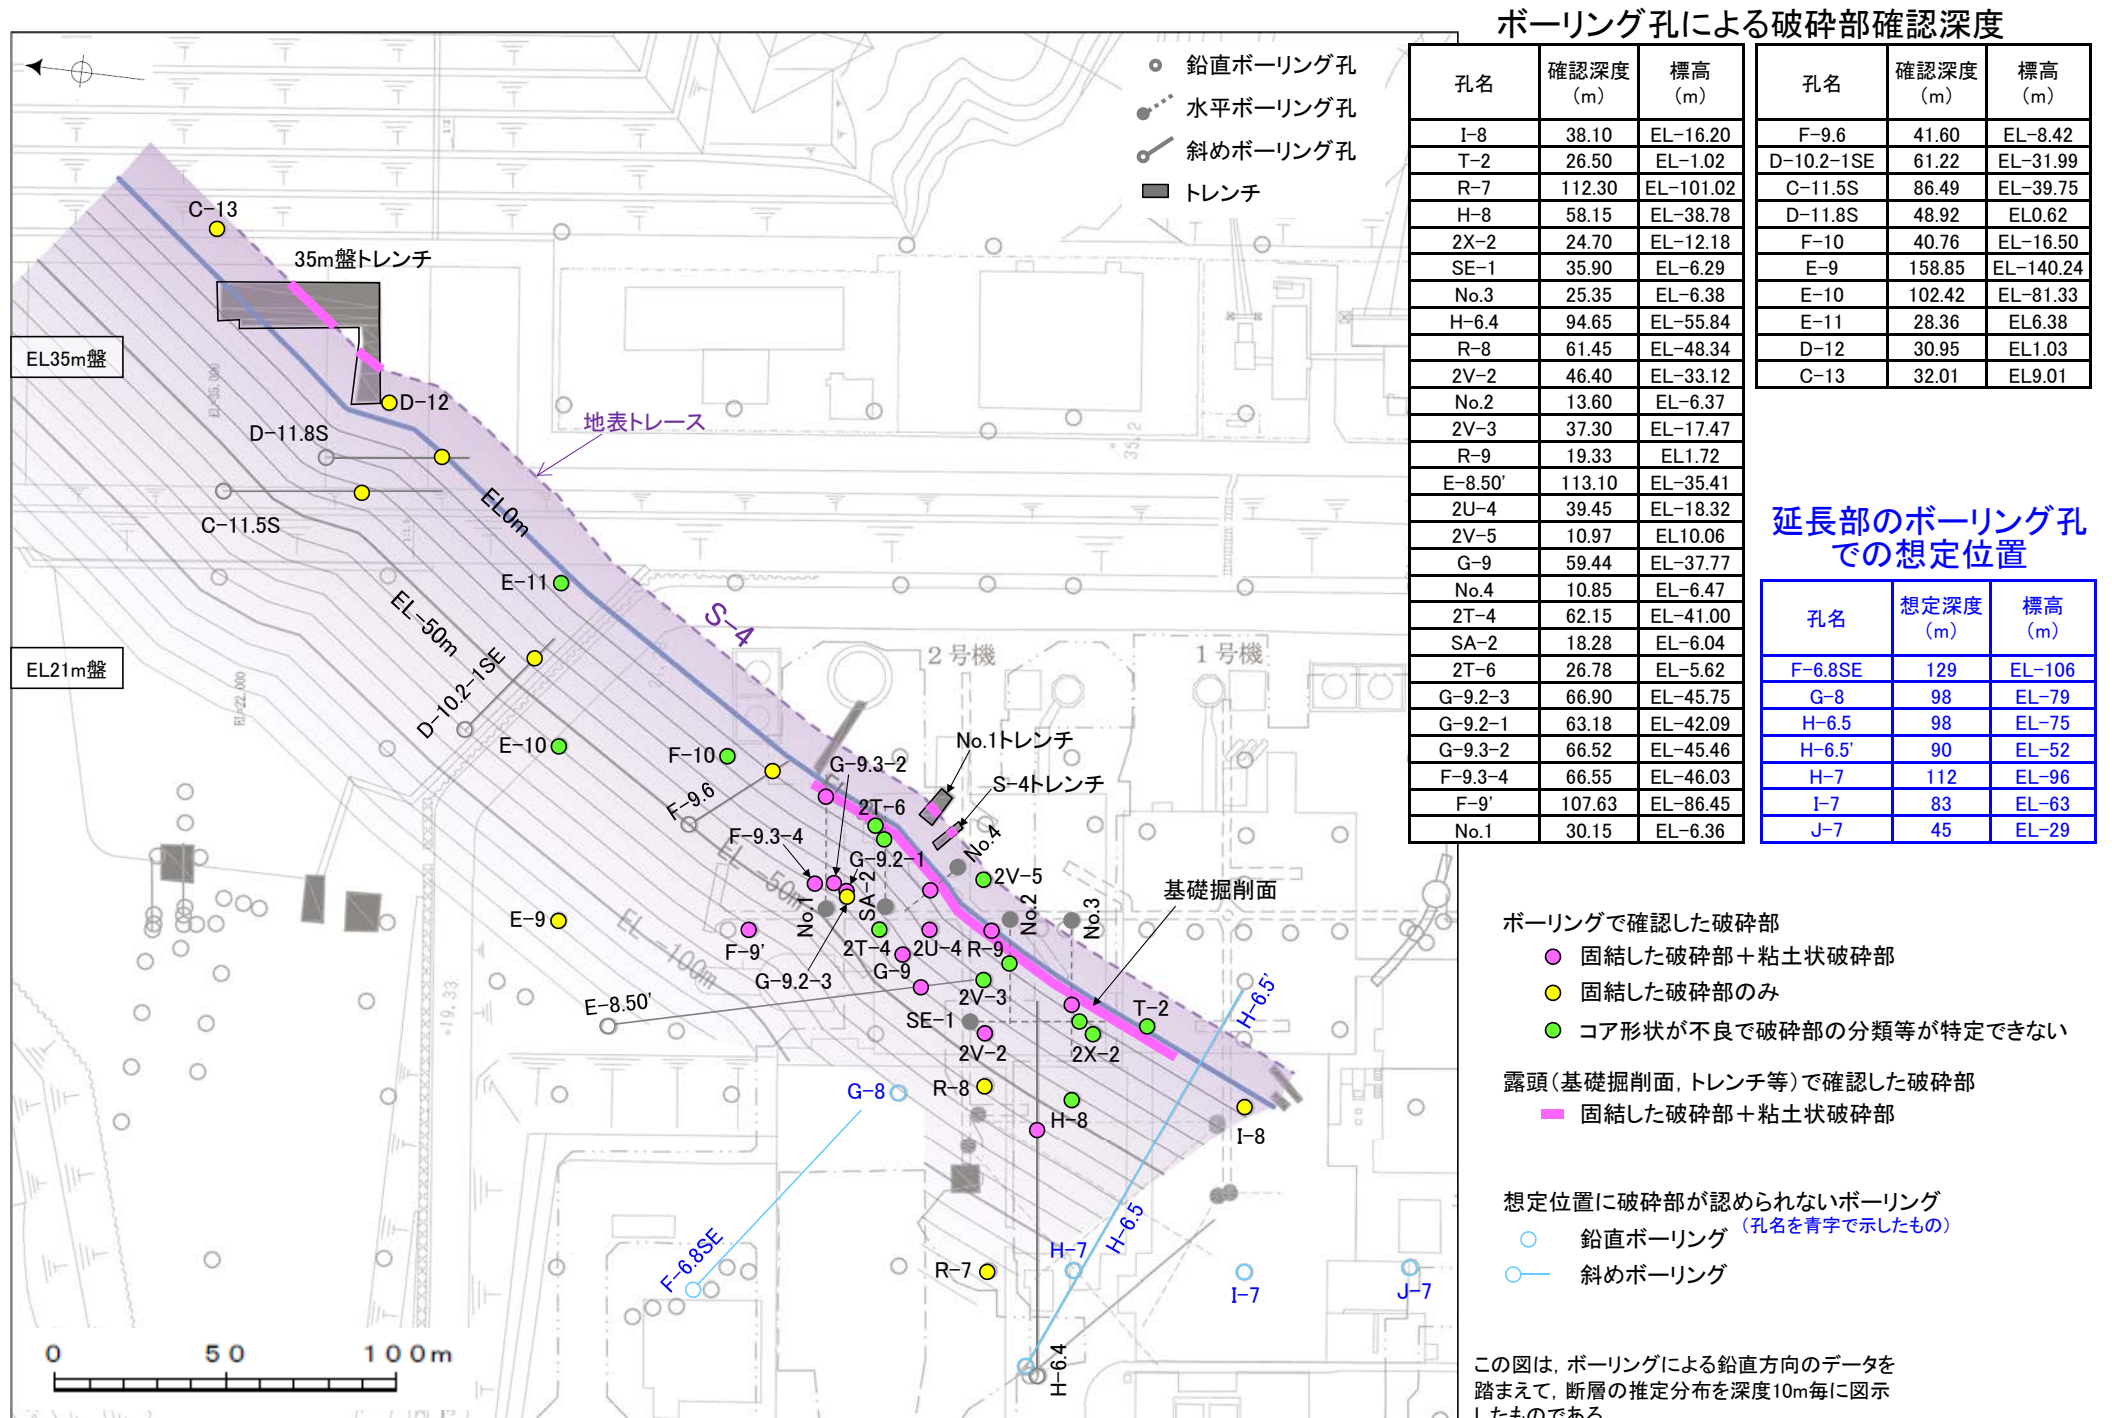 ボーリング孔による破砕部確認深度
孔名 確認深度（m） 標高（m）
I-8 38.10 EL-16.20
T-2 26.50 EL-1.02
R-7 112.30 EL-101.02
H-8 58.15 EL-38.78
2X-2 24.70 EL-12.18
SE-1 35.90 EL-6.29
No.3 25.35 EL-6.38
H-6.4 94.65 EL-55.84
R-8 61.45 EL-48.34
2V-2 46.40 EL-33.12
No.2 13.60 EL-6.37
2V-3 37.30 EL-17.47
R-9 19.33 EL1.72
E-8.50' 113.10 EL-35.41
2U-4 39.45 EL-18.32
2V-5 10.97 EL10.06
G-9 59.44 EL-37.77
No.4 10.85 EL-6.47
2T-4 62.15 EL-41.00
SA-2 18.28 EL-6.04
2T-6 26.78 EL-5.62
G-9.2-3 66.90 EL-45.75
G-9.2-1 63.18 EL-42.09
G-9.3-2 66.52 EL-45.46
F-9.3-4 66.55 EL-46.03
F-9' 107.63 EL-86.45
No.1 30.15 EL-6.36
孔名 確認深度（m） 標高（m）
F-9.6 41.60 EL-8.42
D-10.2-1SE 61.22 EL-31.99
C-11.5S 86.49 EL-39.75
D-11.8S 48.92 EL0.62
F-10 40.76 EL-16.50
E-9 158.85 EL-140.24
E-10 102.42 EL-81.33
E-11 28.36 EL6.38
D-12 30.95 EL1.03
C-13 32.01 EL9.01
延長部のボーリング孔
での想定位置
孔名 想定深度（m） 標高（m）
F-6.8SE 129 EL-106
G-8 98 EL-79
H-6.5 98 EL-75
H-6.5' 90 EL-52
H-7 112 EL-96
I-7 83 EL-63
J-7 45 EL-29
鉛直ボーリング孔
水平ボーリング孔
斜めボーリング孔
トレンチ
C-13
35m盤トレンチ
EL35m盤
EL=35.000
D-12
D-11.8S
地表トレース
35.2
C-11.5S
EL0m
E-11
EL-50m
S-4
2号機
1号機
EL21m盤
EL=22.000
D-10.2-1SE
E-10
F-10
No.1トレンチ
G-9.3-2
S-4トレンチ
F-9.6
2T-6
F-9.3-4
G-9.2-1
No.4
EL -50m
2V-5
SA-2
No.1
基礎掘削面
No.2
No.3
E-9
EL -100m
F-9'
2T-4
2U-4
R-9
G-9
G-9.2-3
2V-3
E-8.50'
19.33
SE-1
T-2
H-6.5'
2V-2
2X-2
G-8
R-8
H-8
I-8
F-6.8SE
H-6.5
H-7
R-7
I-7
J-7
H-6.4
0 50 100m
ボーリングで確認した破砕部
固結した破砕部＋粘土状破砕部
固結した破砕部のみ
コア形状が不良で破砕部の分類等が特定できない
露頭（基礎掘削面，トレンチ等）で確認した破砕部
固結した破砕部＋粘土状破砕部
想定位置に破砕部が認められないボーリング
（孔名を青字で示したもの）
鉛直ボーリング
斜めボーリング
この図は，ボーリングによる鉛直方向のデータを
踏まえて，断層の推定分布を深度10m毎に図示
したものである